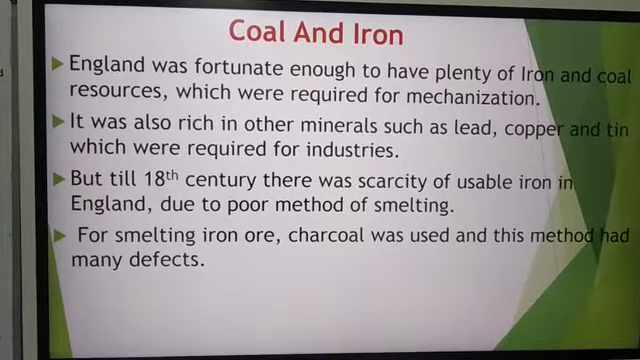 Coal And Iron
England was fortunate enough to have plenty of Iron and coal
resources, which were required for mechanization.
It was also rich in other minerals such as lead, copper and tin
which were required for industries.
But till 18th century there was scarcity of usable iron in
England, due to poor method of smelting.
For smelting iron ore, charcoal was used and this method had
many defects.